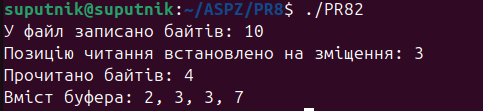 suputnik@suputnik:~/ASPZ/PR8$ ./PR82
У файл записано байтів: 10
Позицію читання встановлено на зміщення: 3
Прочитано байтів: 4
Вміст буфера: 2, 3, 3, 7